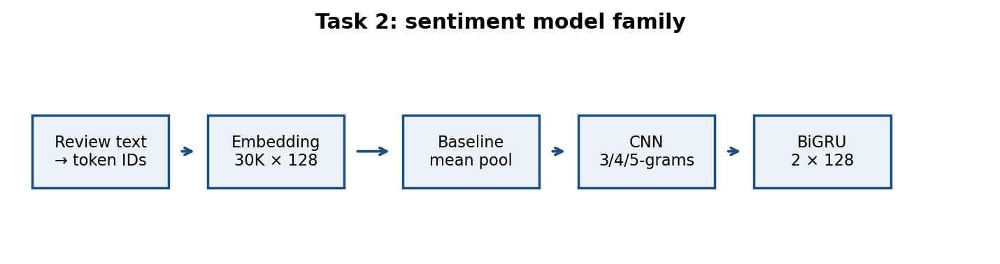 Task 2: sentiment model family
Review text
→ token IDs
Embedding
30K × 128
Baseline
mean pool
CNN
3/4/5-grams
BiGRU
2 × 128